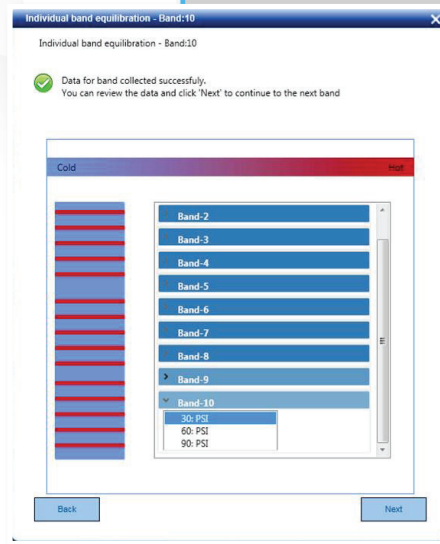 Individual band equilibration - Band:10
Individual band equilibration - Band:10
Data for band collected successfuly.
You can review the data and click 'Next' to continue to the next band
Cold Hot
Band-2
Band-3
Band-4
Band-5
Band-6
Band-7
Band-8
Band-9
Band-10
30: PSI
60: PSI
90: PSI
Back Next